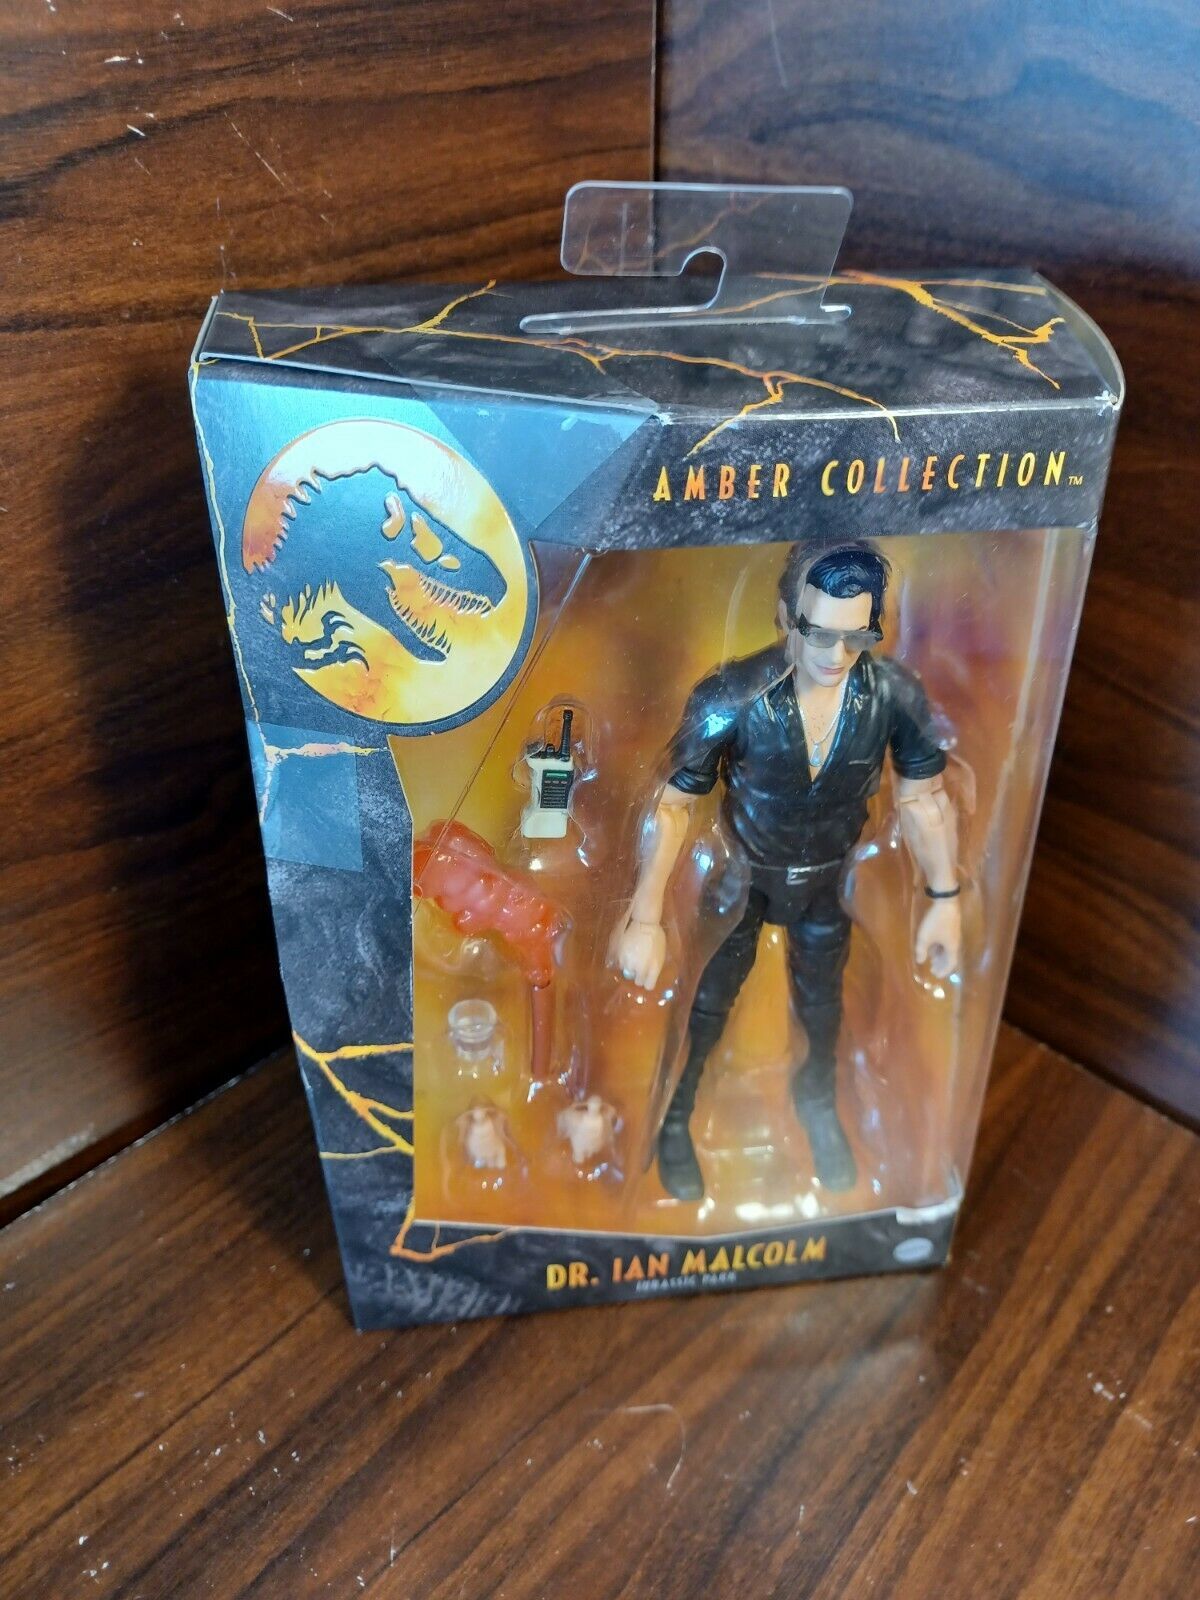 AMBER COLLECTION™
DR. IAN MALCOLM
JURASSIC PARK